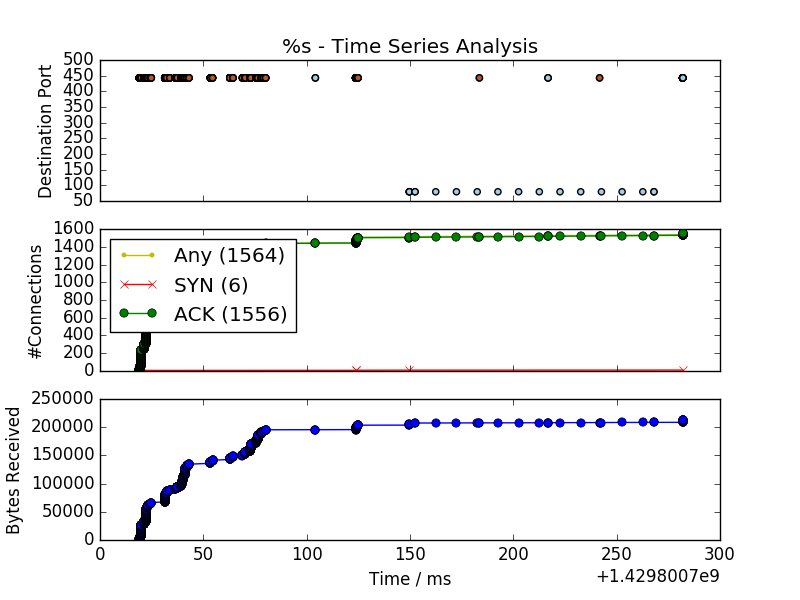 %s - Time Series Analysis
Destination Port
500
450
400
350
300
250
200
150
100
50
#Connections
1600
1400
1200
1000
800
600
400
200
0
Any (1564)
SYN (6)
ACK (1556)
Bytes Received
250000
200000
150000
100000
50000
0
0 50 100 150 200 250 300
Time / ms
+1.4298007e9